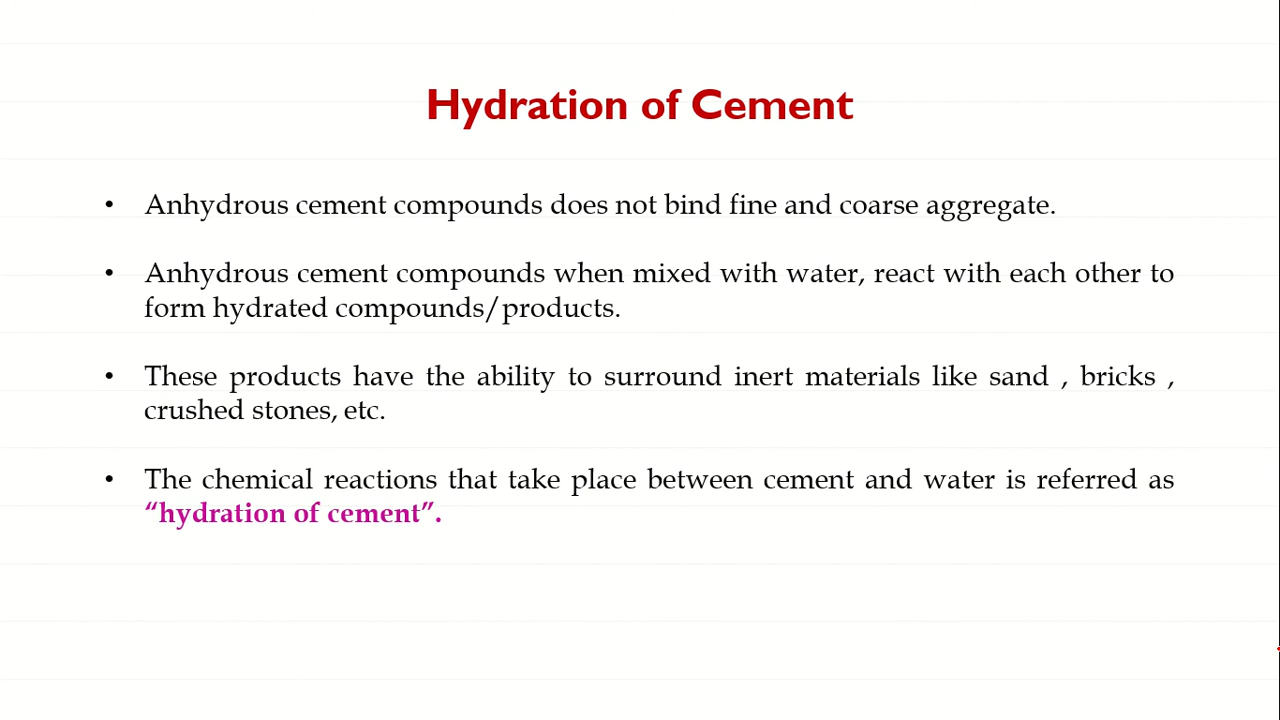 Hydration of Cement
• Anhydrous cement compounds does not bind fine and coarse aggregate.
• Anhydrous cement compounds when mixed with water, react with each other to
form hydrated compounds/products.
• These products have the ability to surround inert materials like sand , bricks ,
crushed stones, etc.
• The chemical reactions that take place between cement and water is referred as
“hydration of cement”.